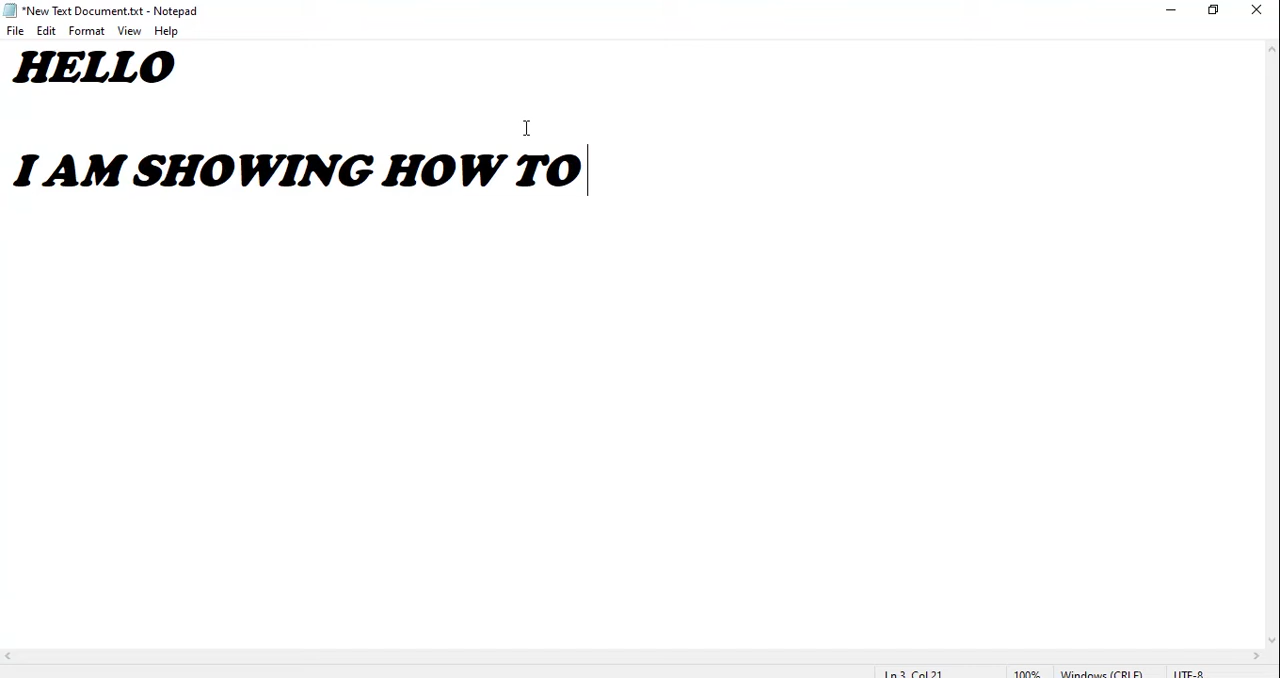 *New Text Document.txt - Notepad
File Edit Format View Help
HELLO
I AM SHOWING HOW TO
Ln 3, Col 21 100% Windows (CRLF) UTF-8